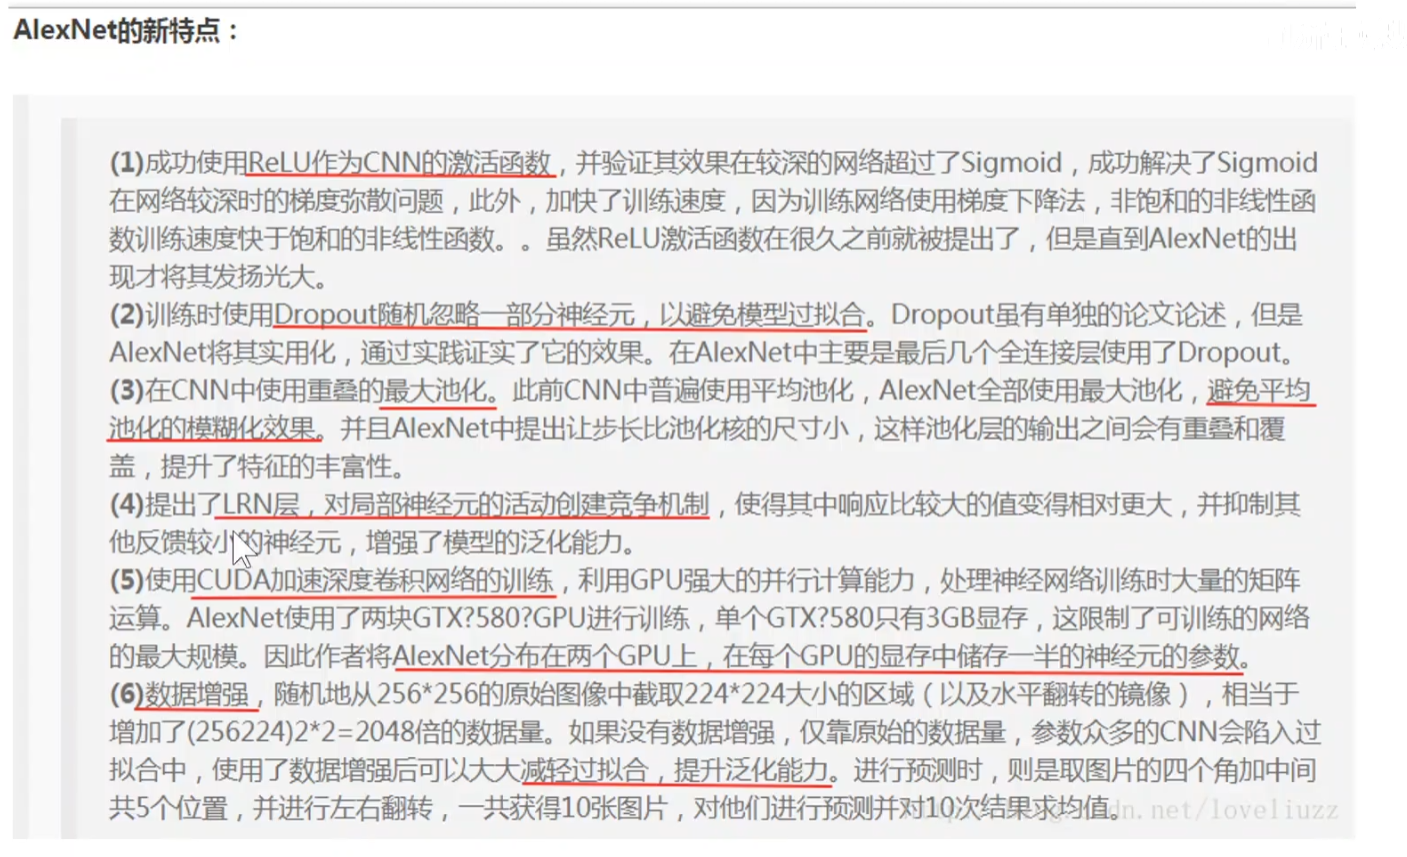 AlexNet的新特点：
(1)成功使用ReLU作为CNN的激活函数，并验证其效果在较深的网络超过了Sigmoid，成功解决了Sigmoid
在网络较深时的梯度弥散问题，此外，加快了训练速度，因为训练网络使用梯度下降法，非饱和的非线性函
数训练速度快于饱和的非线性函数。。虽然ReLU激活函数在很久之前就被提出了，但是直到AlexNet的出
现才将其发扬光大。
(2)训练时使用Dropout随机忽略一部分神经元，以避免模型过拟合。Dropout虽有单独的论文论述，但是
AlexNet将其实用化，通过实践证实了它的效果。在AlexNet中主要是最后几个全连接层使用了Dropout。
(3)在CNN中使用重叠的最大池化。此前CNN中普遍使用平均池化，AlexNet全部使用最大池化，避免平均
池化的模糊化效果。并且AlexNet中提出让步长比池化核的尺寸小，这样池化层的输出之间会有重叠和覆
盖，提升了特征的丰富性。
(4)提出了LRN层，对局部神经元的活动创建竞争机制，使得其中响应比较大的值变得相对更大，并抑制其
他反馈较小的神经元，增强了模型的泛化能力。
(5)使用CUDA加速深度卷积网络的训练，利用GPU强大的并行计算能力，处理神经网络训练时大量的矩阵
运算。AlexNet使用了两块GTX?580?GPU进行训练，单个GTX?580只有3GB显存，这限制了可训练的网络
的最大规模。因此作者将AlexNet分布在两个GPU上，在每个GPU的显存中储存一半的神经元的参数。
(6)数据增强，随机地从256*256的原始图像中截取224*224大小的区域（以及水平翻转的镜像），相当于
增加了(256224)2*2=2048倍的数据量。如果没有数据增强，仅靠原始的数据量，参数众多的CNN会陷入过
拟合中，使用了数据增强后可以大大减轻过拟合，提升泛化能力。进行预测时，则是取图片的四个角加中间
共5个位置，并进行左右翻转，一共获得10张图片，对他们进行预测并对10次结果求均值。
dn.net/loveliuzz